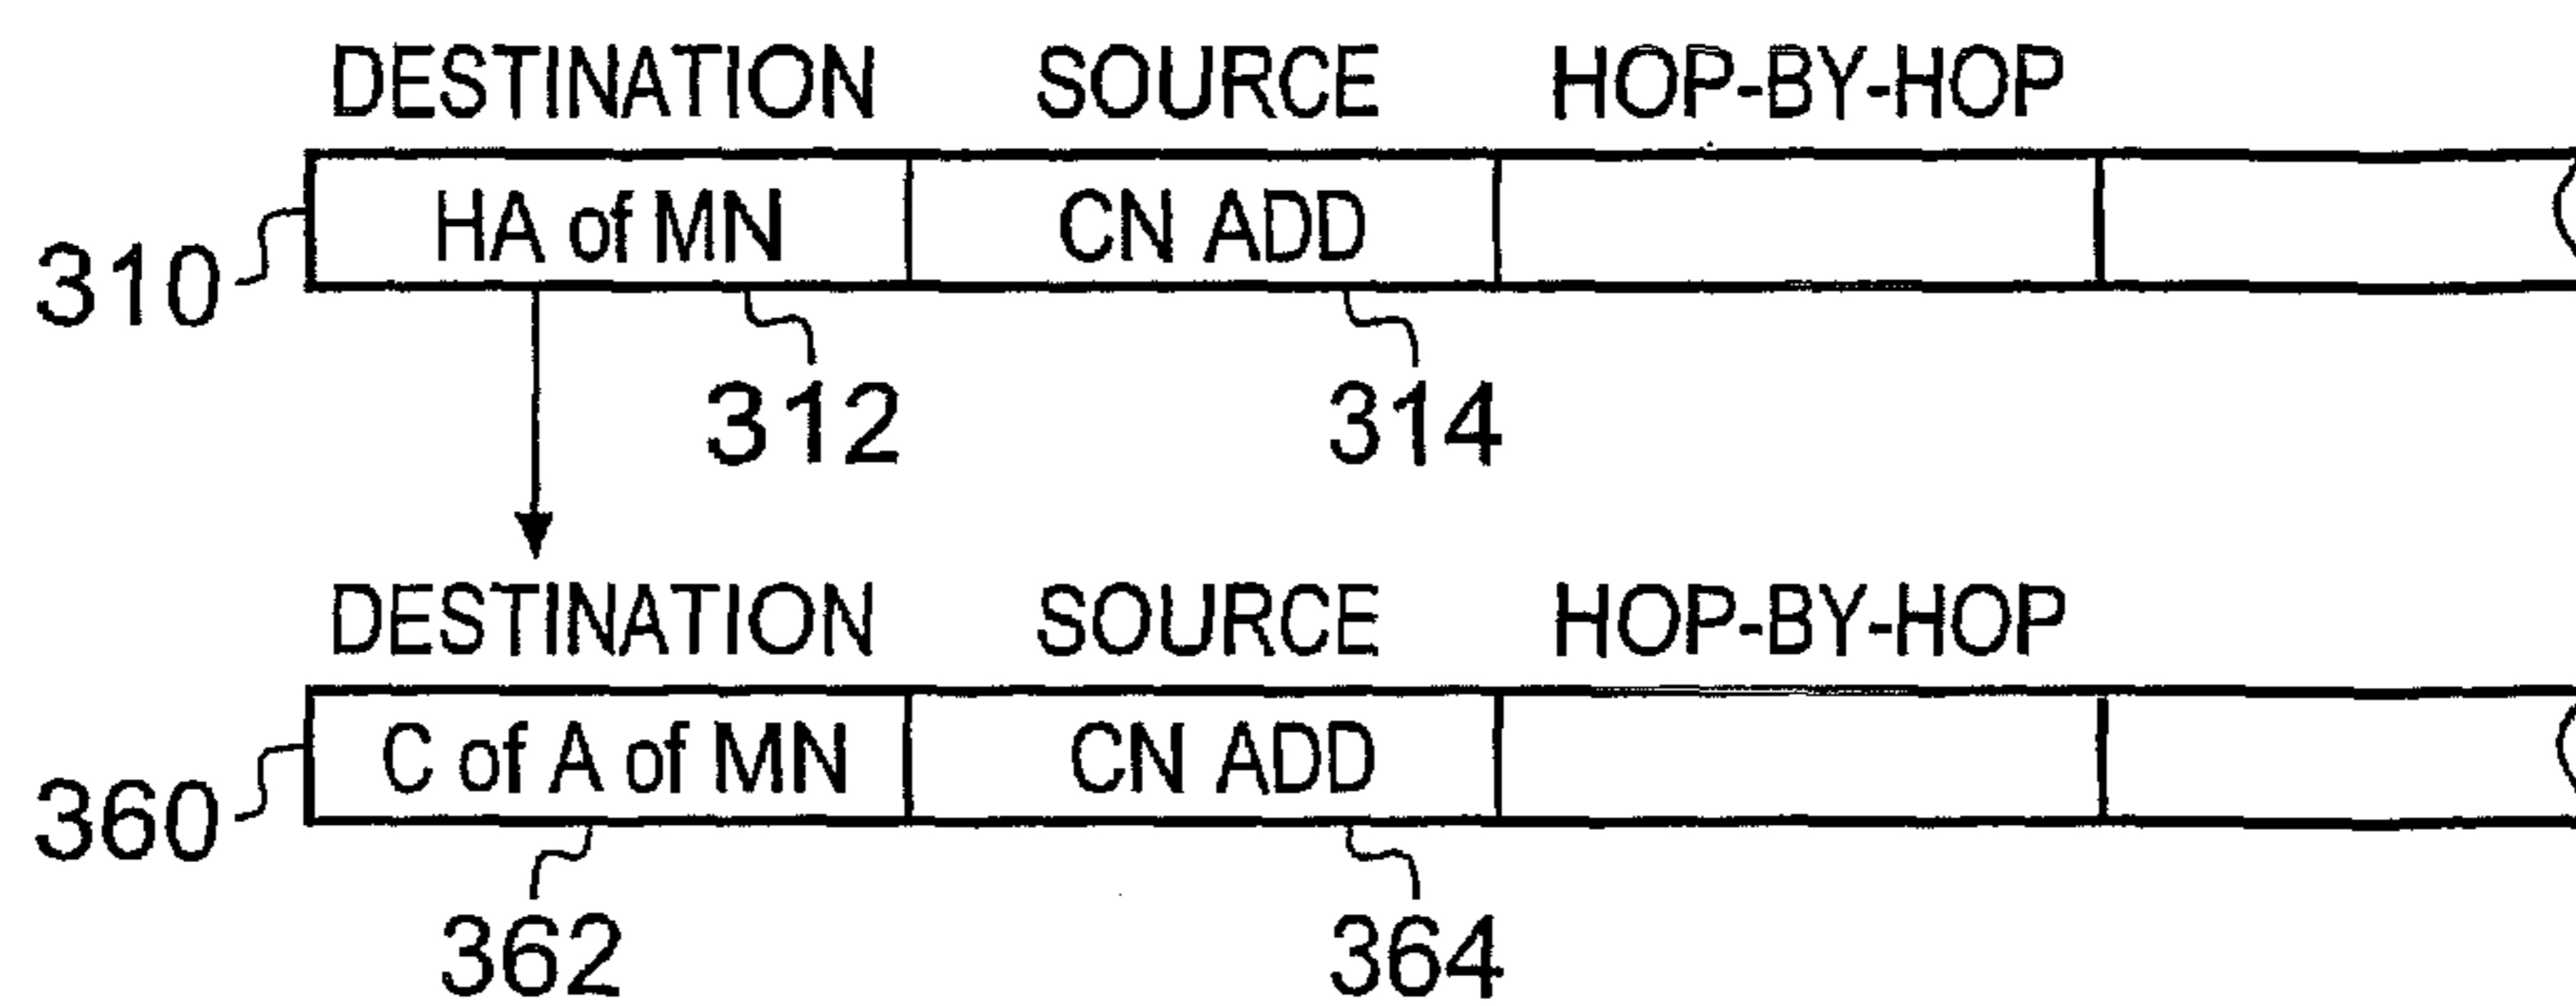 DESTINATION SOURCE HOP-BY-HOP
HA of MN CN ADD
310
312 314
DESTINATION SOURCE HOP-BY-HOP
C of A of MN CN ADD
360
362 364